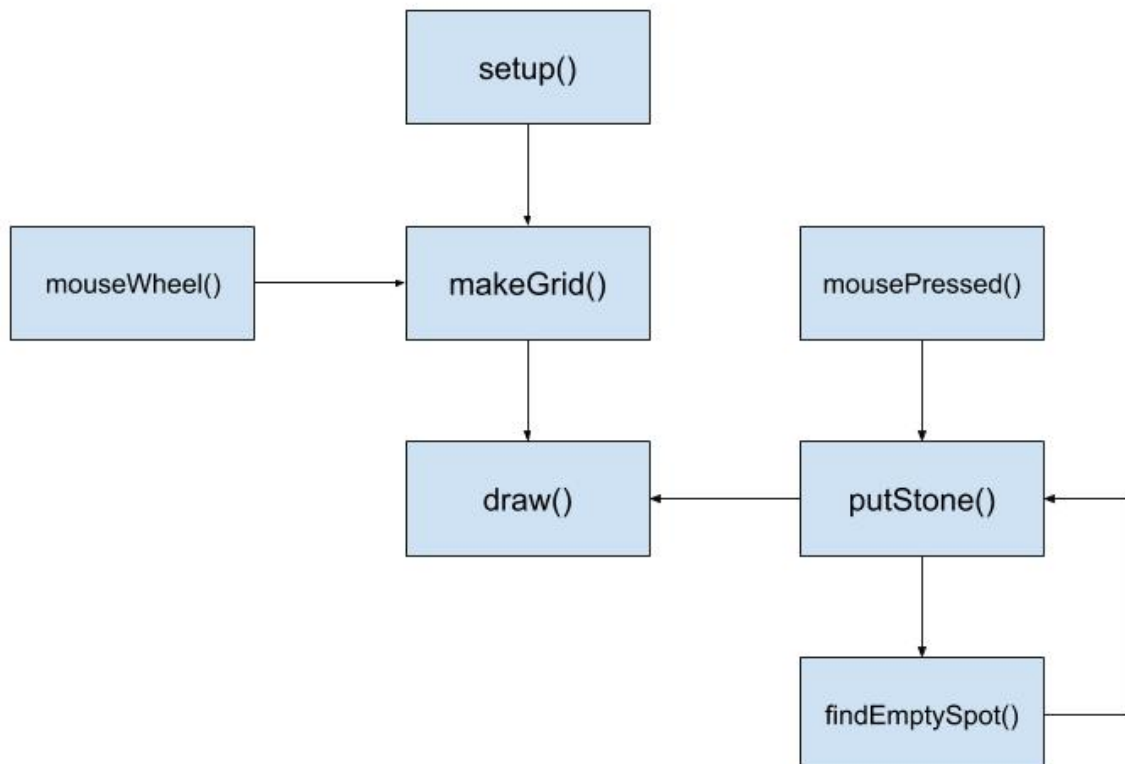 setup()
mouseWheel()
makeGrid()
mousePressed()
draw()
putStone()
findEmptySpot()